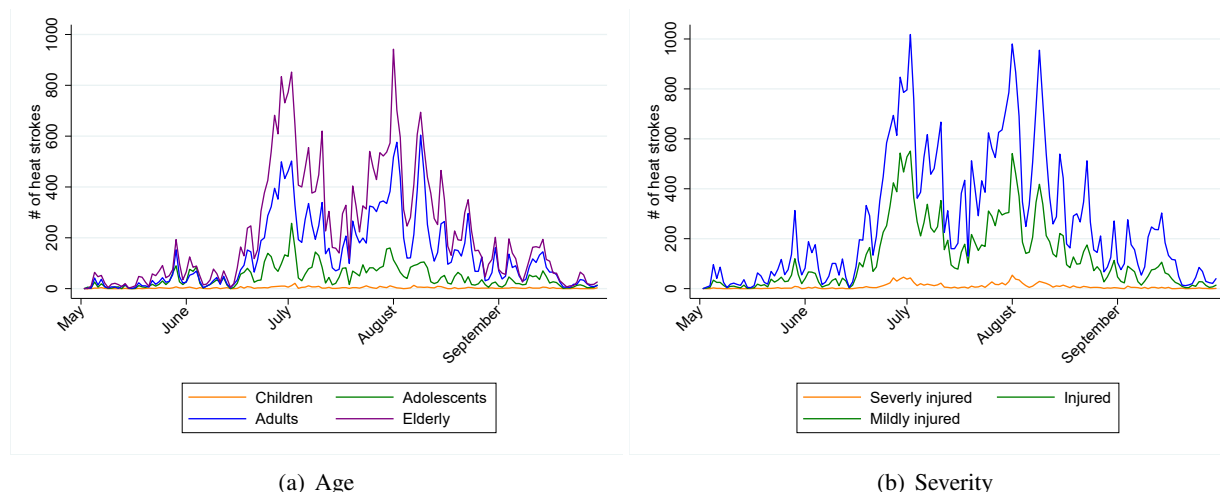 # of heat strokes
1000
800
600
400
200
0
May
June
July
August
September
Children
Adolescents
Adults
Elderly
(a) Age
# of heat strokes
1000
800
600
400
200
0
May
June
July
August
September
Severly injured
Injured
Mildly injured
(b) Severity